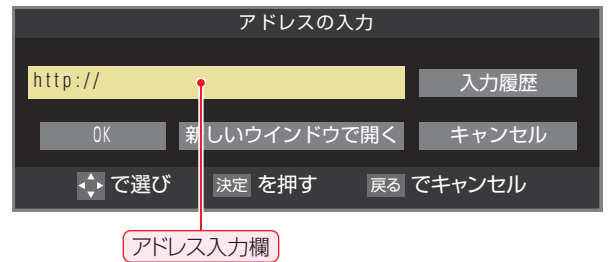 アドレスの入力
http://
入力履歴
OK 新しいウインドウで開く キャンセル
で選び 決定 を押す 戻る でキャンセル
アドレス入力欄